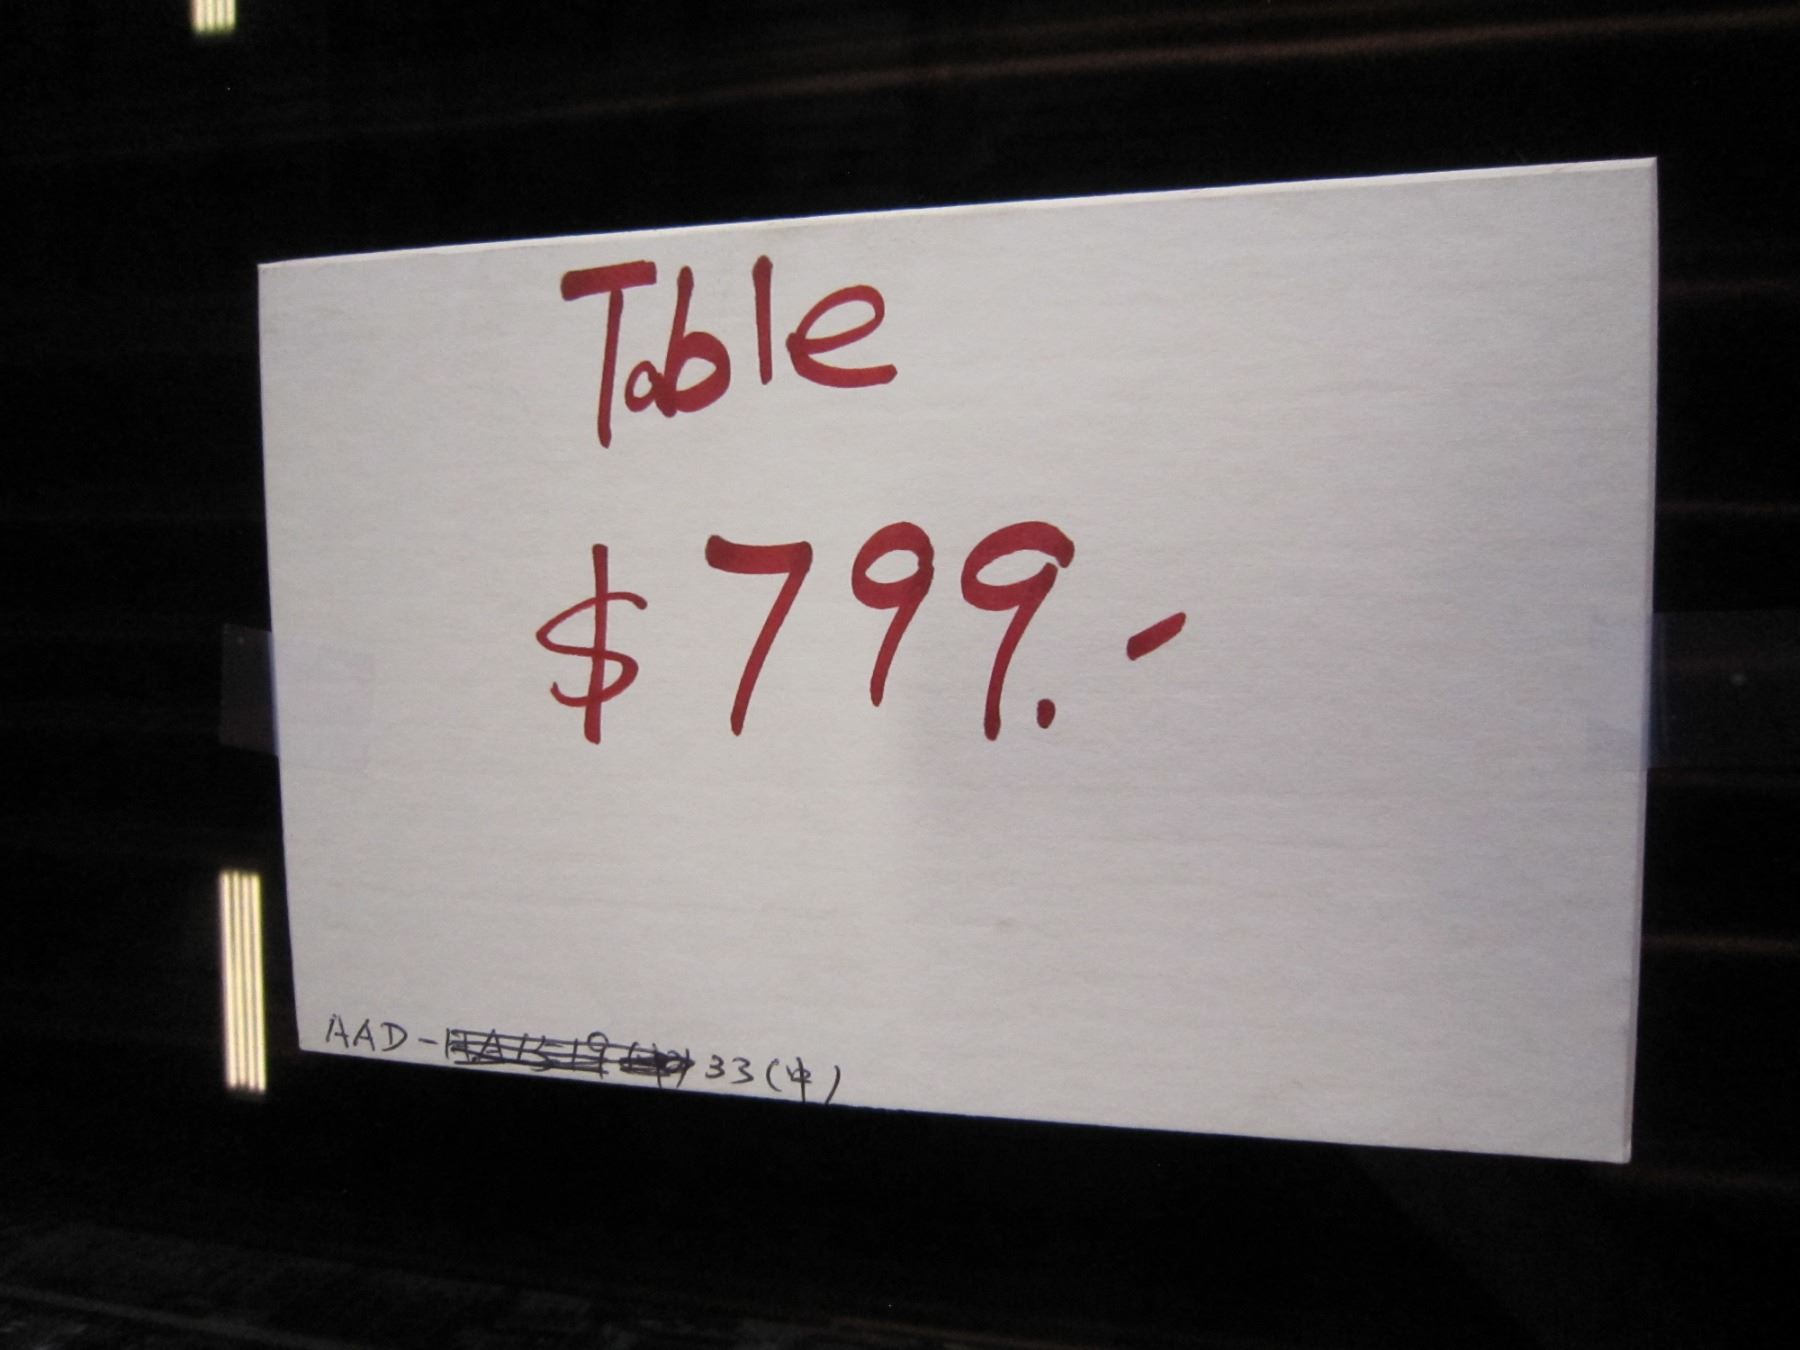 Table
$799.-
AAD- 33(中)